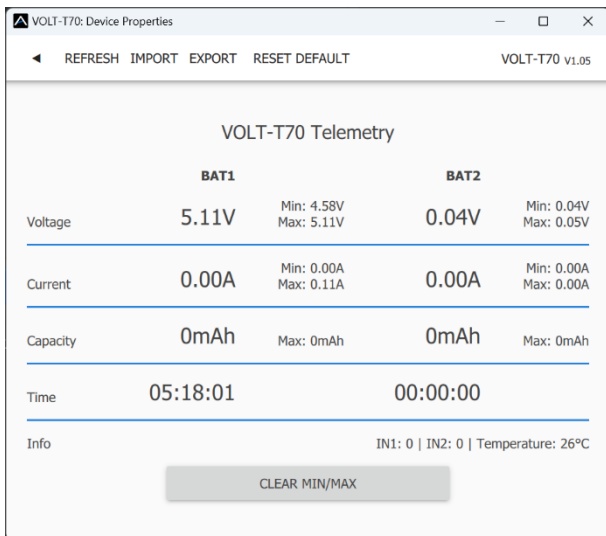 VOLT-T70: Device Properties
REFRESH IMPORT EXPORT RESET DEFAULT VOLT-T70 V1.05
VOLT-T70 Telemetry
BAT1 BAT2
Voltage 5.11V Min: 4.58V Max: 5.11V 0.04V Min: 0.04V Max: 0.05V
Current 0.00A Min: 0.00A Max: 0.11A 0.00A Min: 0.00A Max: 0.00A
Capacity 0mAh Max: 0mAh 0mAh Max: 0mAh
Time 05:18:01 00:00:00
Info IN1: 0 | IN2: 0 | Temperature: 26°C
CLEAR MIN/MAX